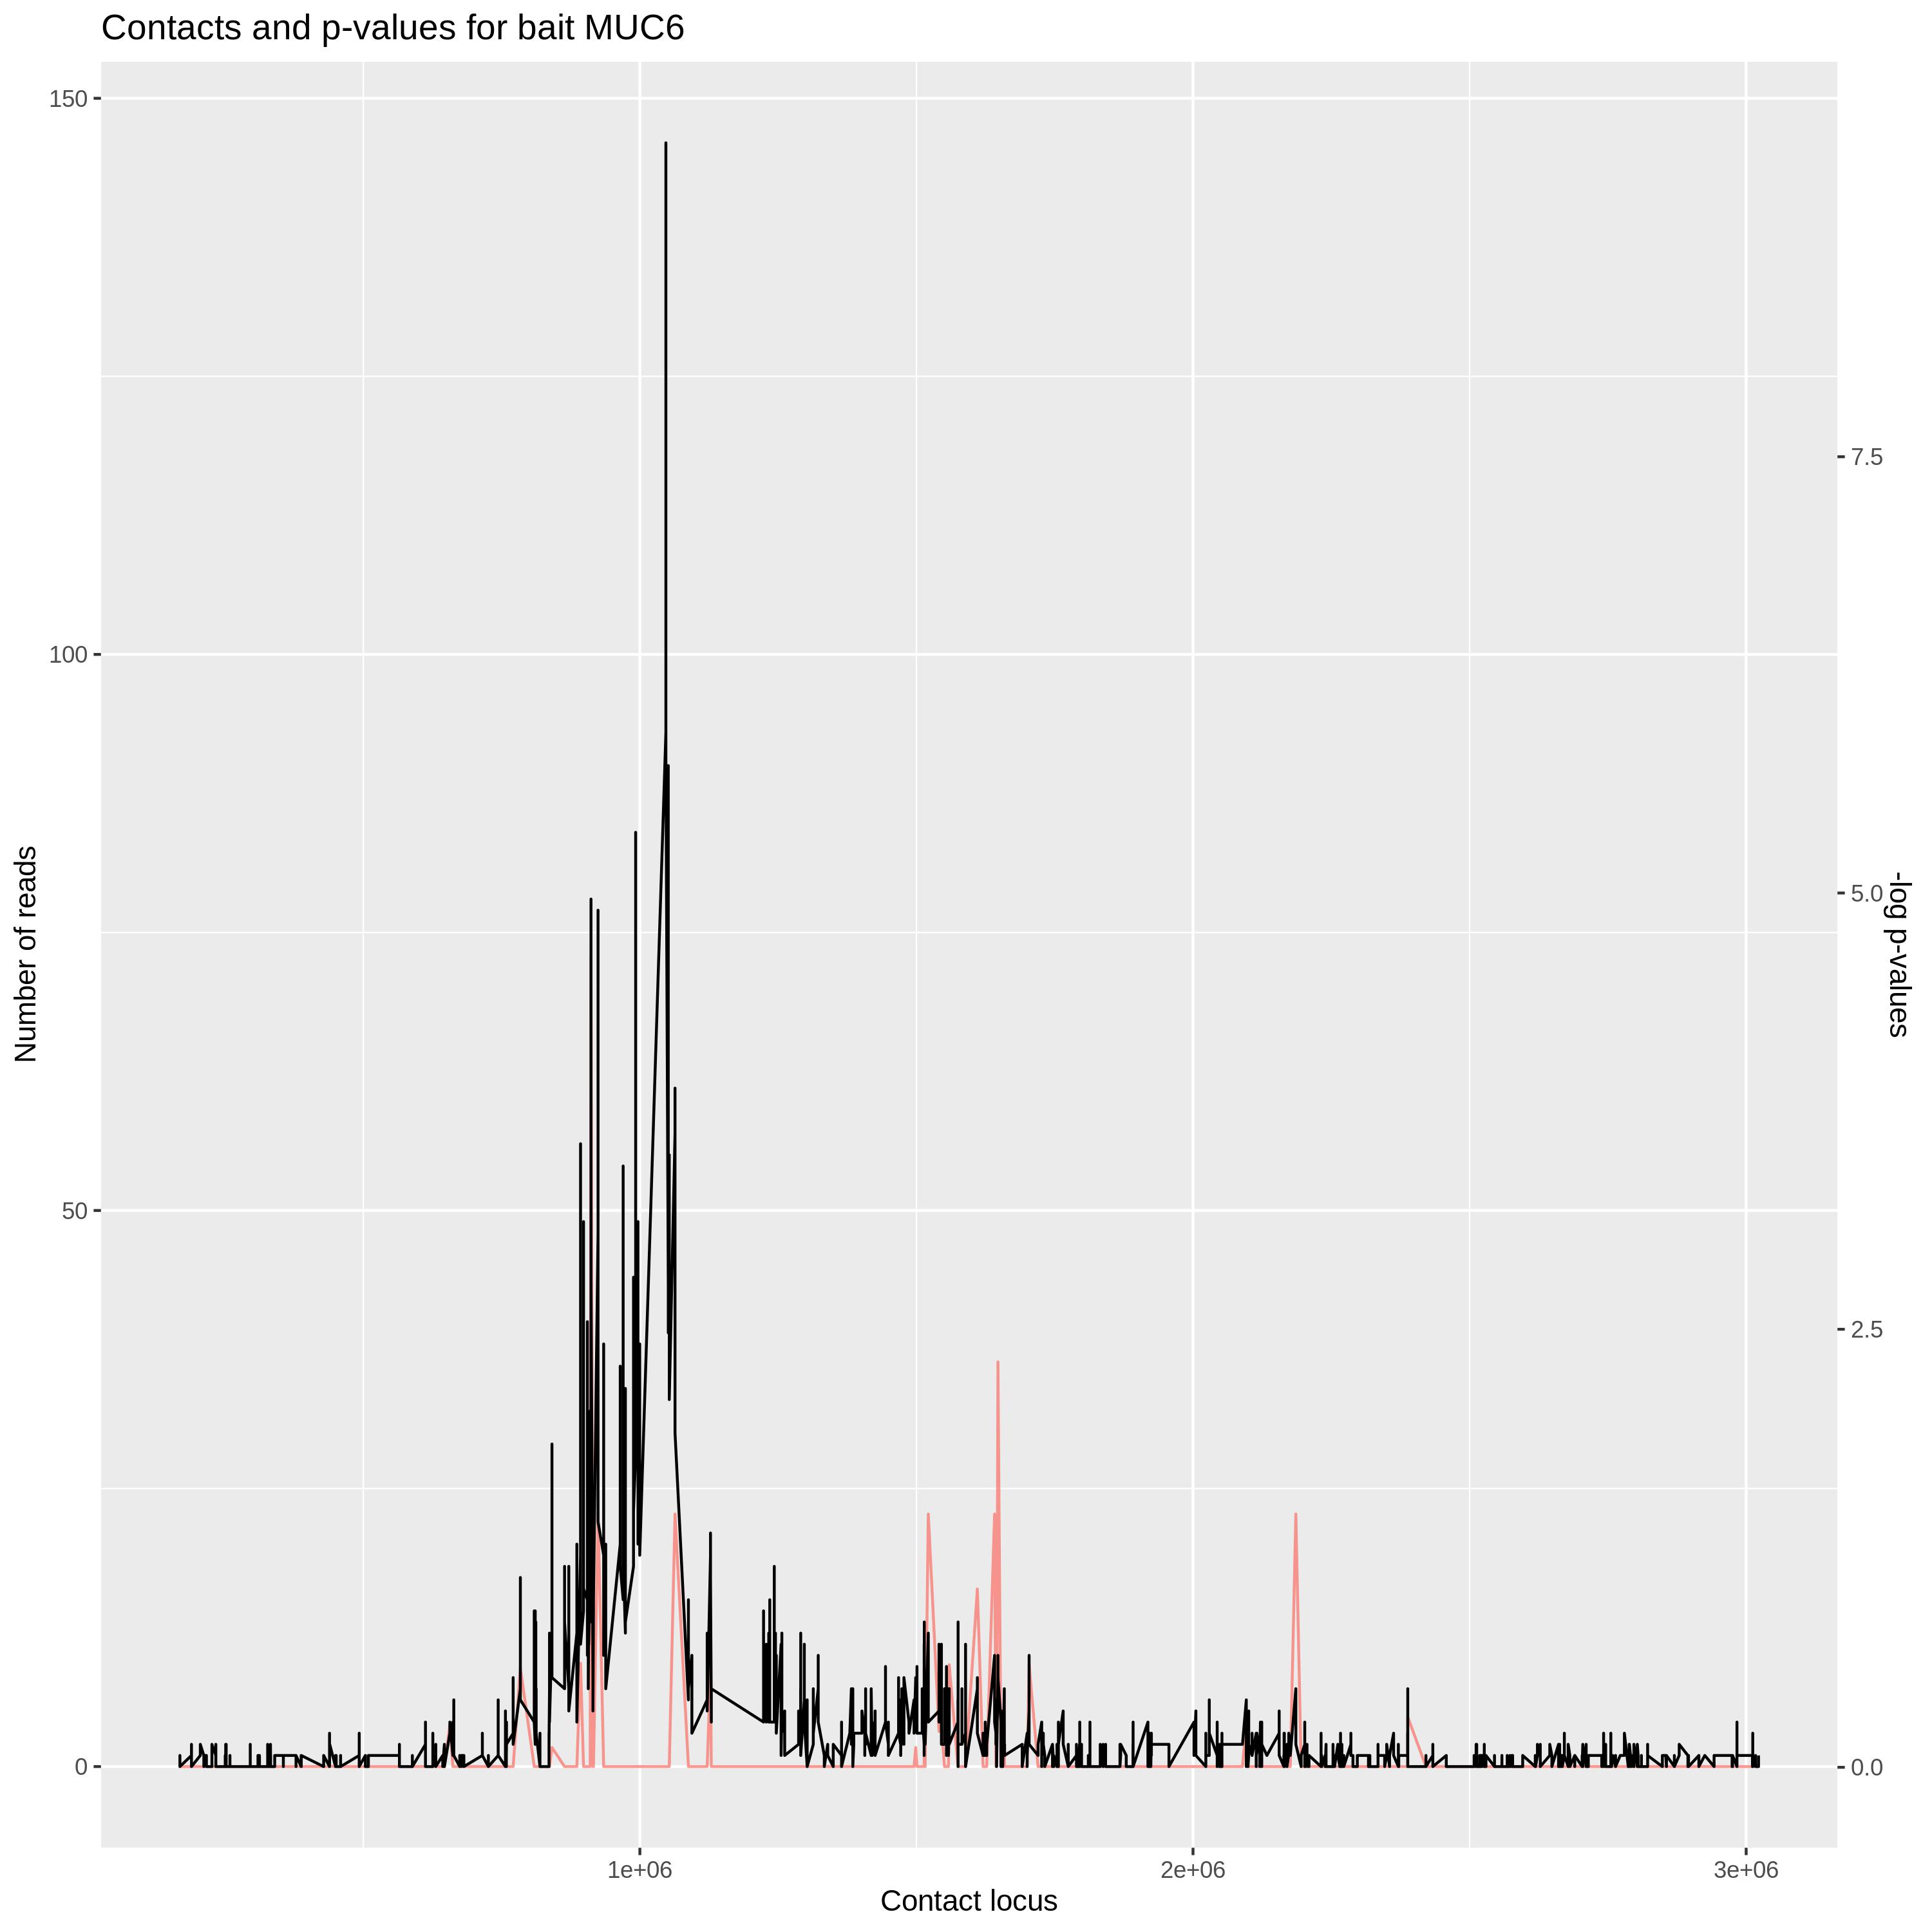 Contacts and p-values for bait MUC6
150
100
50
0
Number of reads
7.5
5.0
2.5
0.0
-log p-values
1e+06
2e+06
3e+06
Contact locus